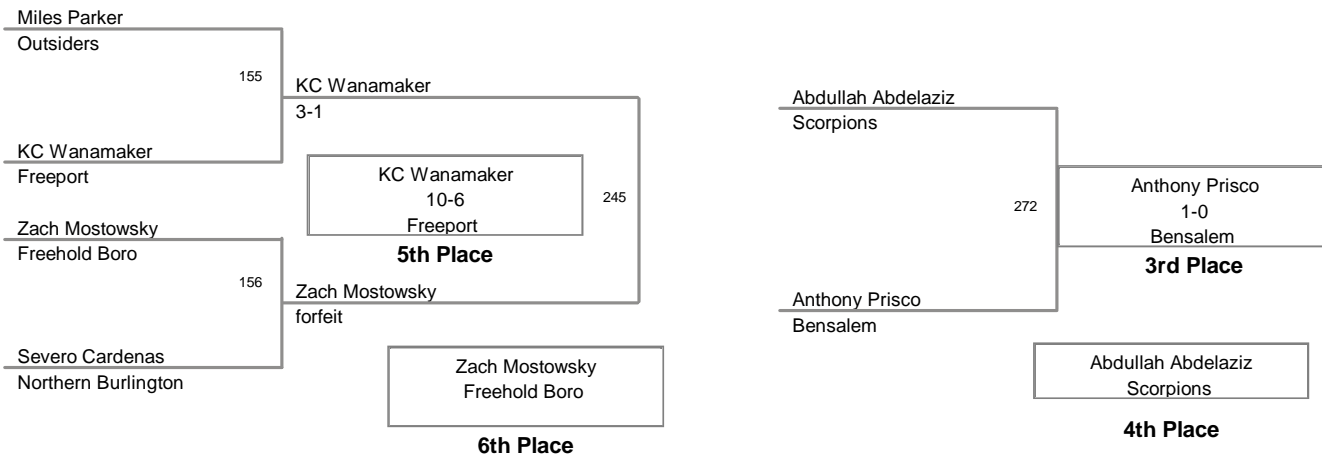 Miles Parker
Outsiders
155
KC Wanamaker
3-1
KC Wanamaker
Freeport
KC Wanamaker
10-6
Freeport
5th Place
245
Zach Mostowsky
Freehold Boro
156
Zach Mostowsky
forfeit
Severo Cardenas
Northern Burlington
Zach Mostowsky
Freehold Boro
6th Place
Abdullah Abdelaziz
Scorpions
272
Anthony Prisco
1-0
Bensalem
3rd Place
Anthony Prisco
Bensalem
Abdullah Abdelaziz
Scorpions
4th Place